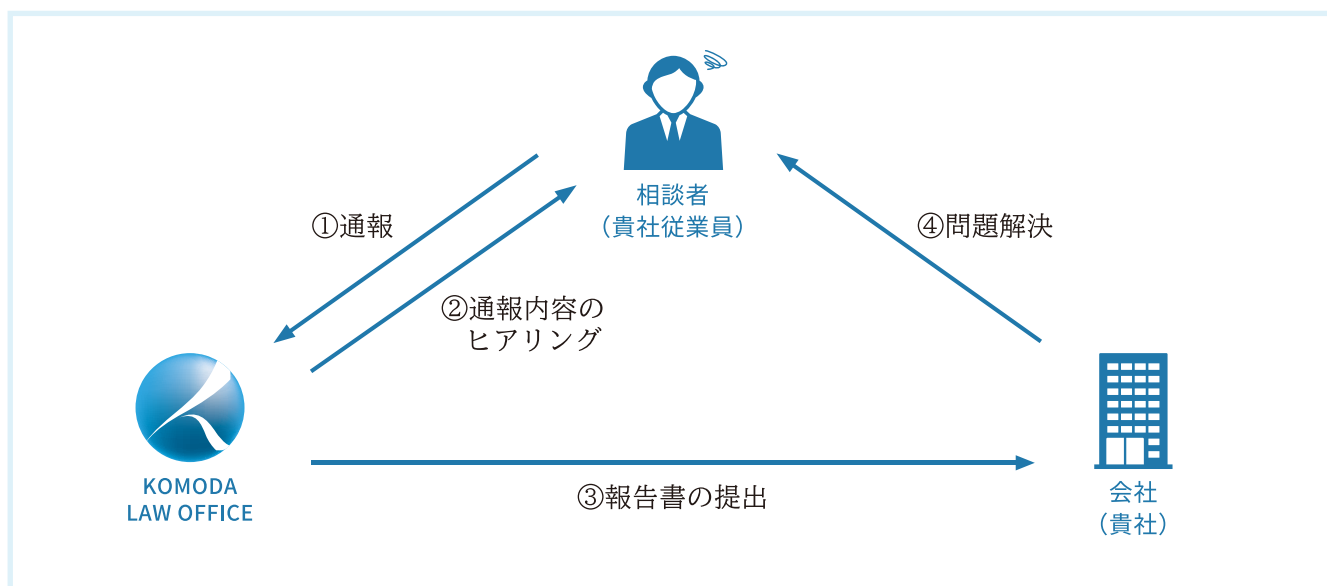 相談者
（貴社従業員）
①通報
④問題解決
②通報内容の
ヒアリング
KOMODA
LAW OFFICE
③報告書の提出
会社
（貴社）